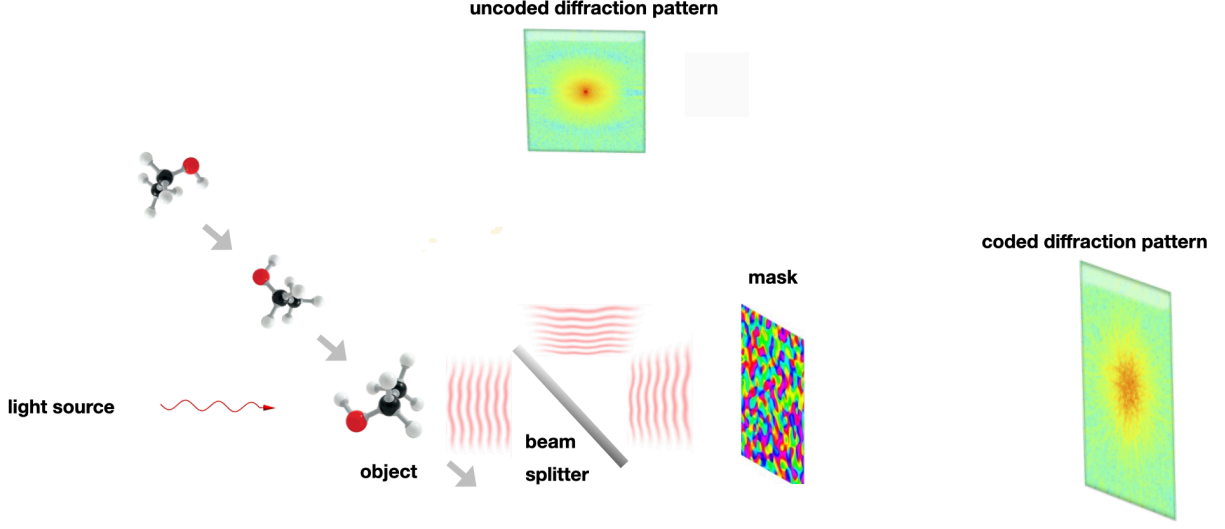 uncoded diffraction pattern
coded diffraction pattern
mask
light source
beam
splitter
object